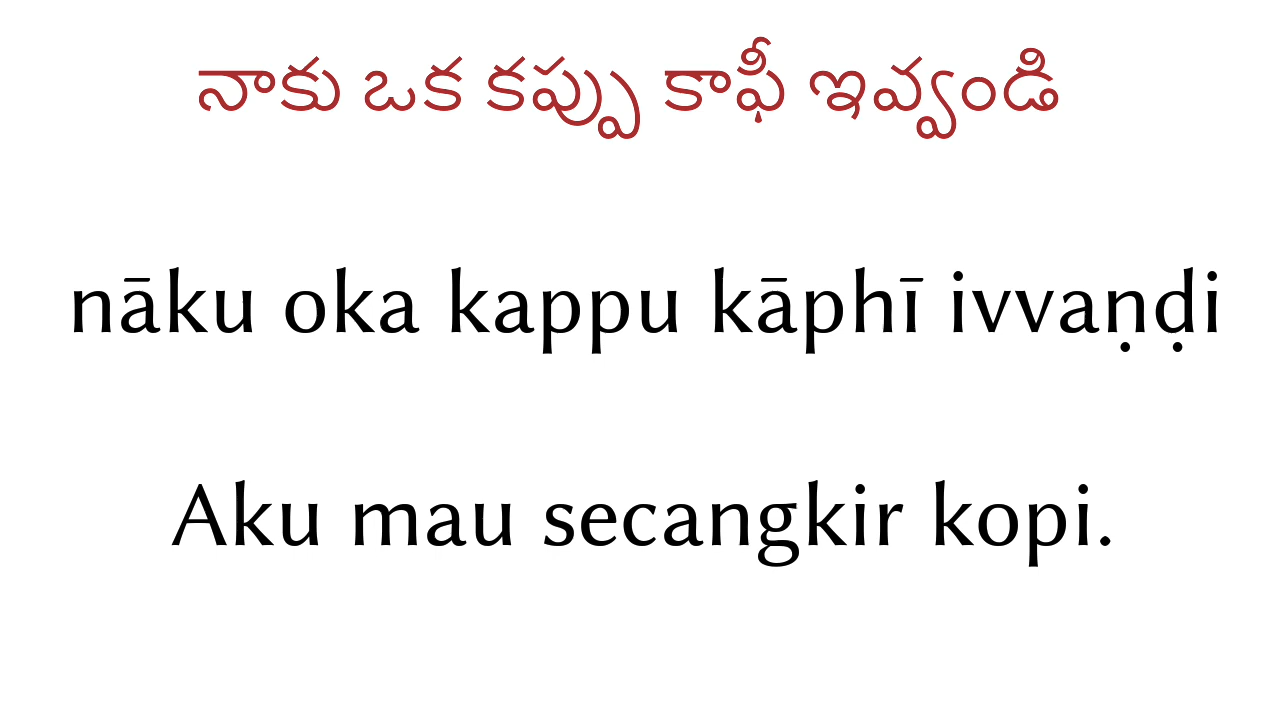 నాకు ఒక కప్పు కాఫీ ఇవ్వండి
nāku oka kappu kāphī ivvaṇḍi
Aku mau secangkir kopi.